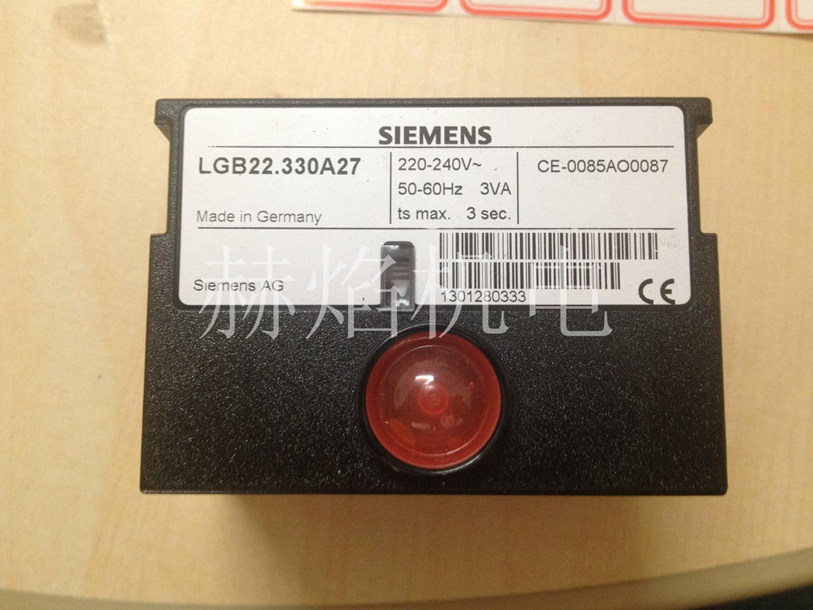 SIEMENS
LGB22.330A27
220-240V~
50-60Hz 3VA
ts max. 3 sec.
CE-0085AO0087
Made in Germany
Siemens AG
1301280333
CE
赫焰机电